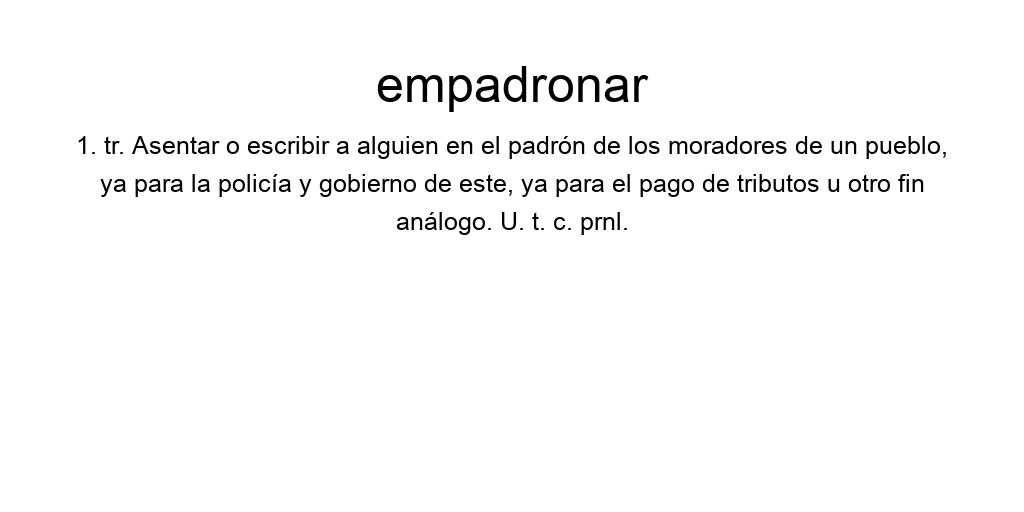 empadronar
1. tr. Asentar o escribir a alguien en el padrón de los moradores de un pueblo,
ya para la policía y gobierno de este, ya para el pago de tributos u otro fin
análogo. U. t. c. prnl.